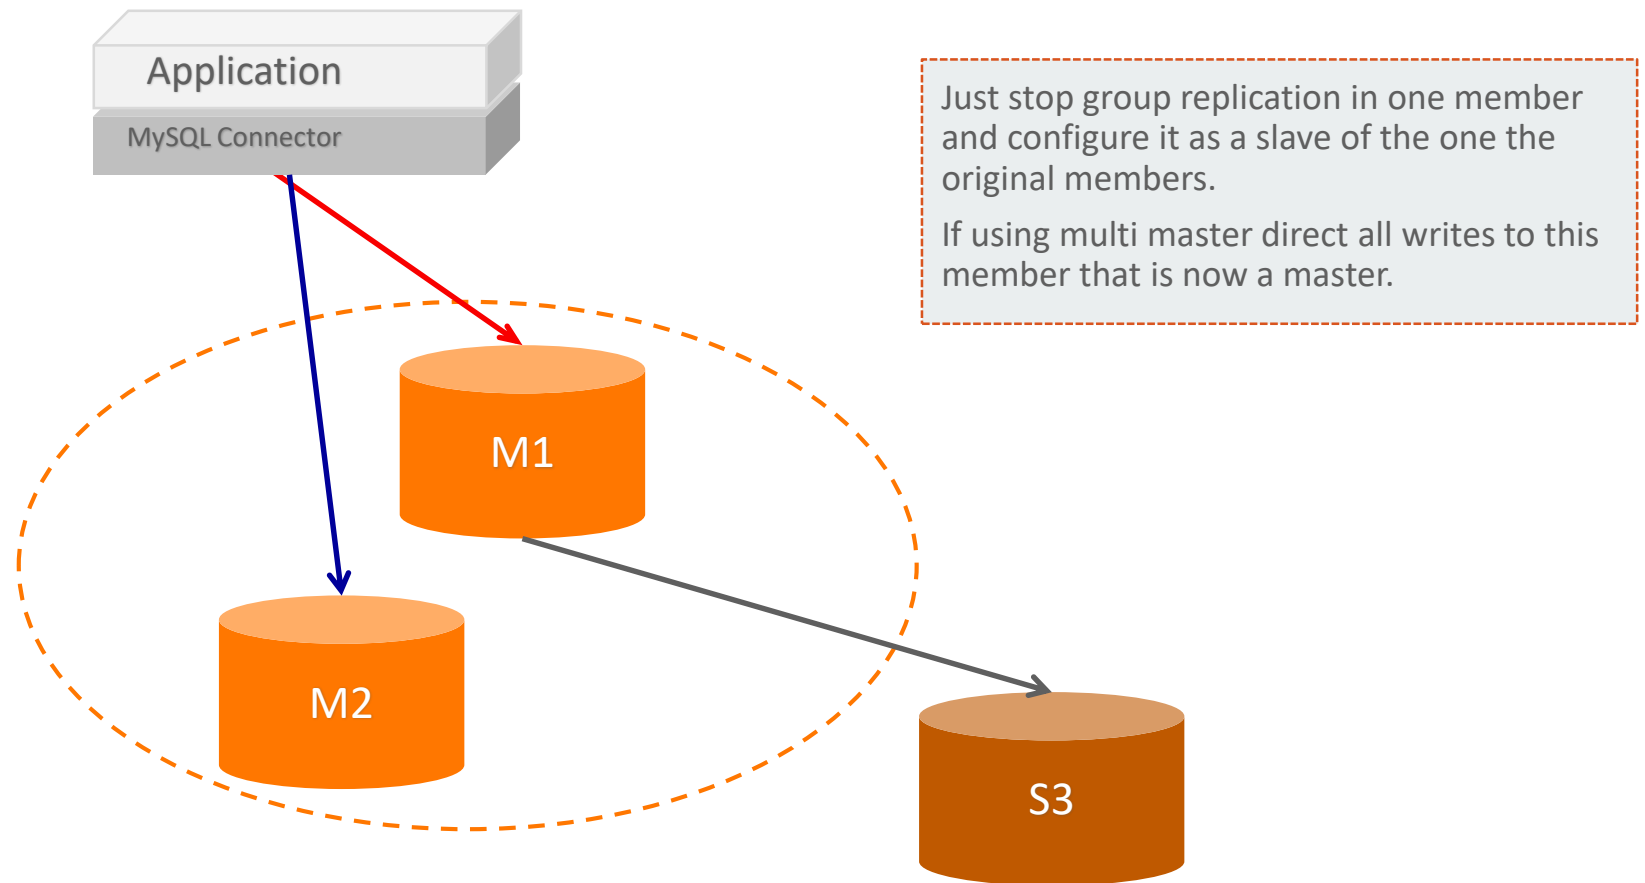 Application
MySQL Connector
Just stop group replication in one member
and configure it as a slave of the one the
original members.
If using multi master direct all writes to this
member that is now a master.
M1
M2
S3